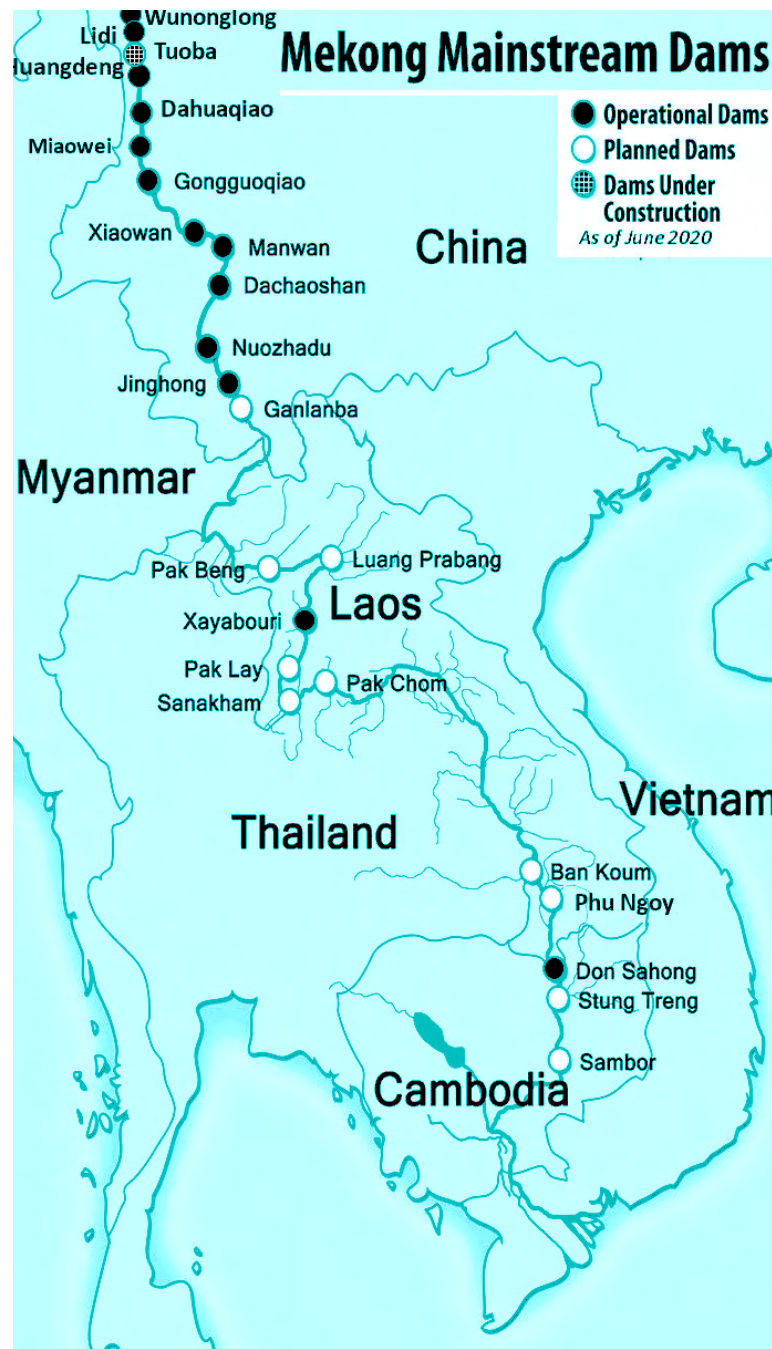 Wunonglong
Lidi
Tuoba
Huangdeng
Mekong Mainstream Dams
Operational Dams
Planned Dams
Dams Under
Construction
As of June 2020
Dahuaqiao
Miaowei
Gongguoqiao
Xiaowan
Manwan
China
Dachaoshan
Nuozhadu
Jinghong
Ganlanba
Myanmar
Pak Beng
Luang Prabang
Laos
Xayabouri
Pak Lay
Pak Chom
Sanakham
Vietnam
Thailand
Ban Koum
Phu Ngoy
Don Sahong
Stung Treng
Sambor
Cambodia